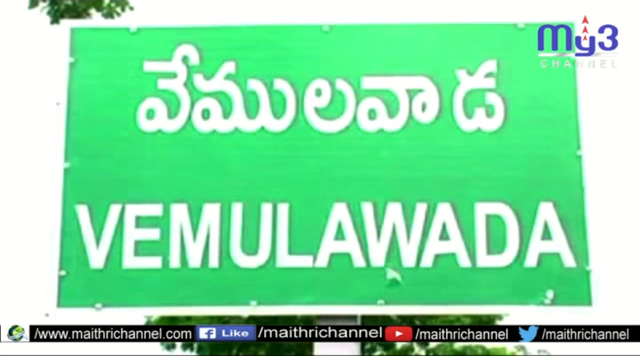 My3
CHANNEL
వేములవాడ
VEMULAWADA
/www.maithrichannel.com Like /maithrichannel /maithrichannel /maithrichannel